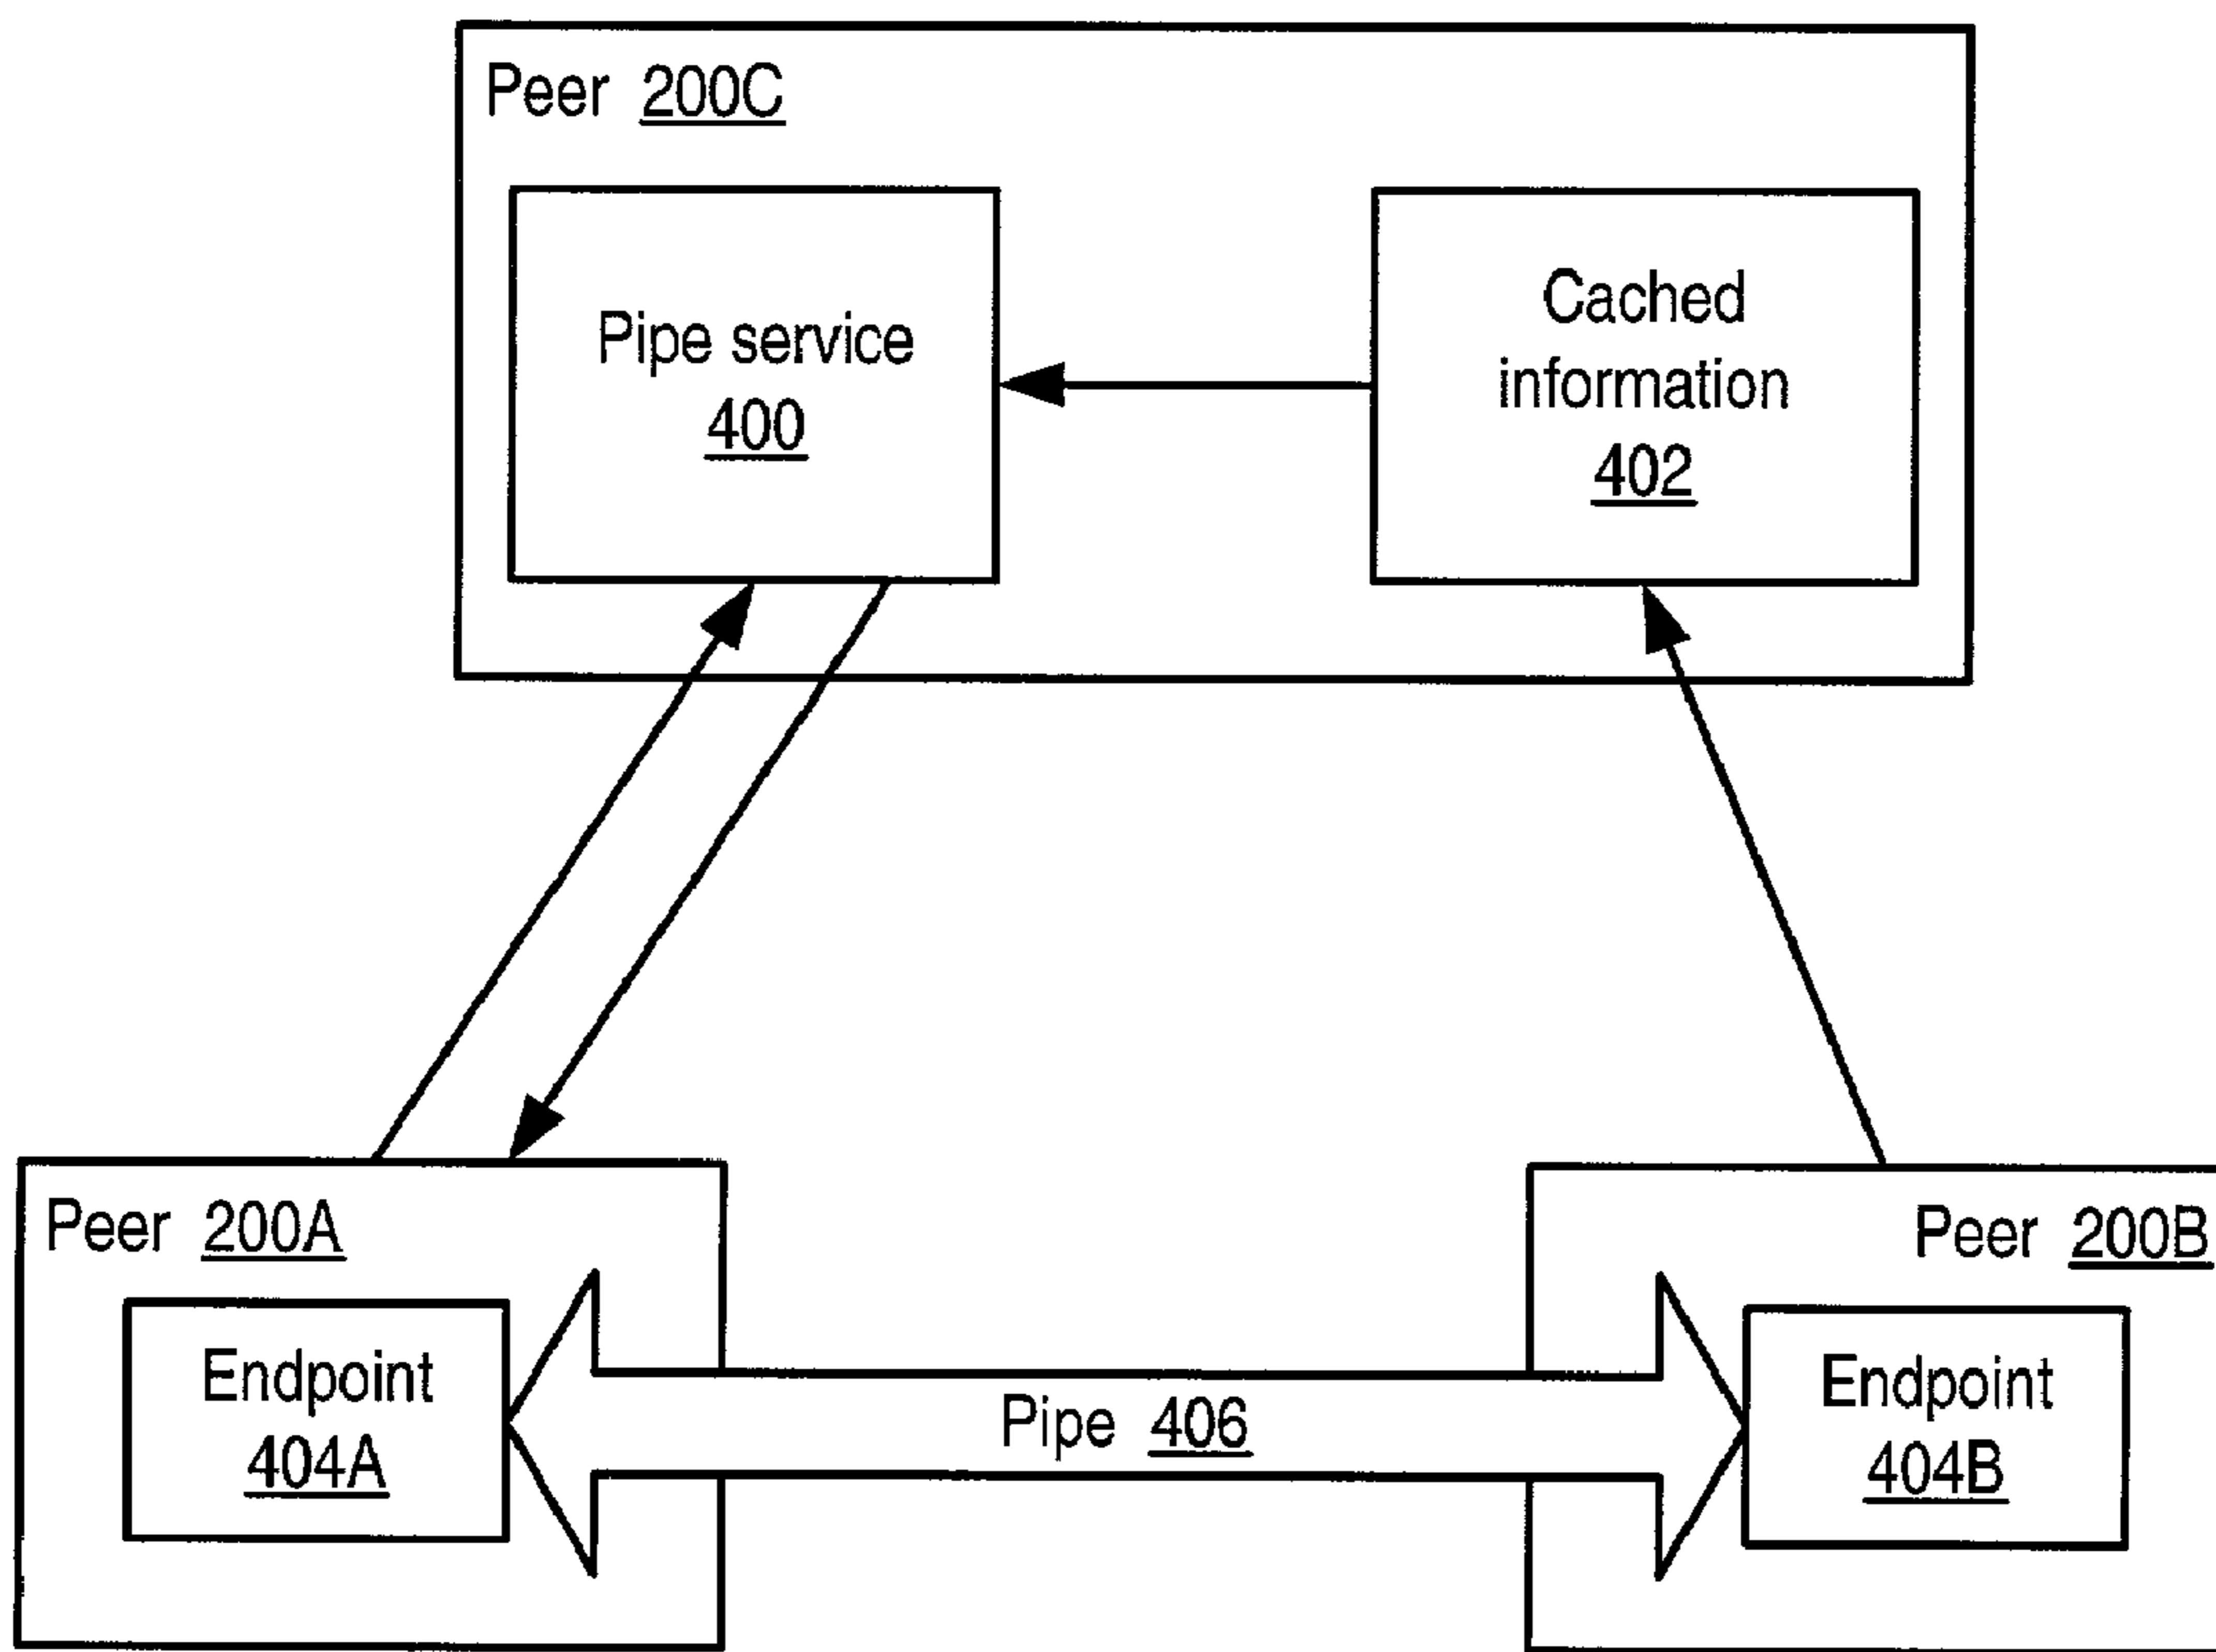 Peer 200C
Pipe service
400
Cached
information
402
Peer 200A
Endpoint
404A
Pipe 406
Peer 200B
Endpoint
404B